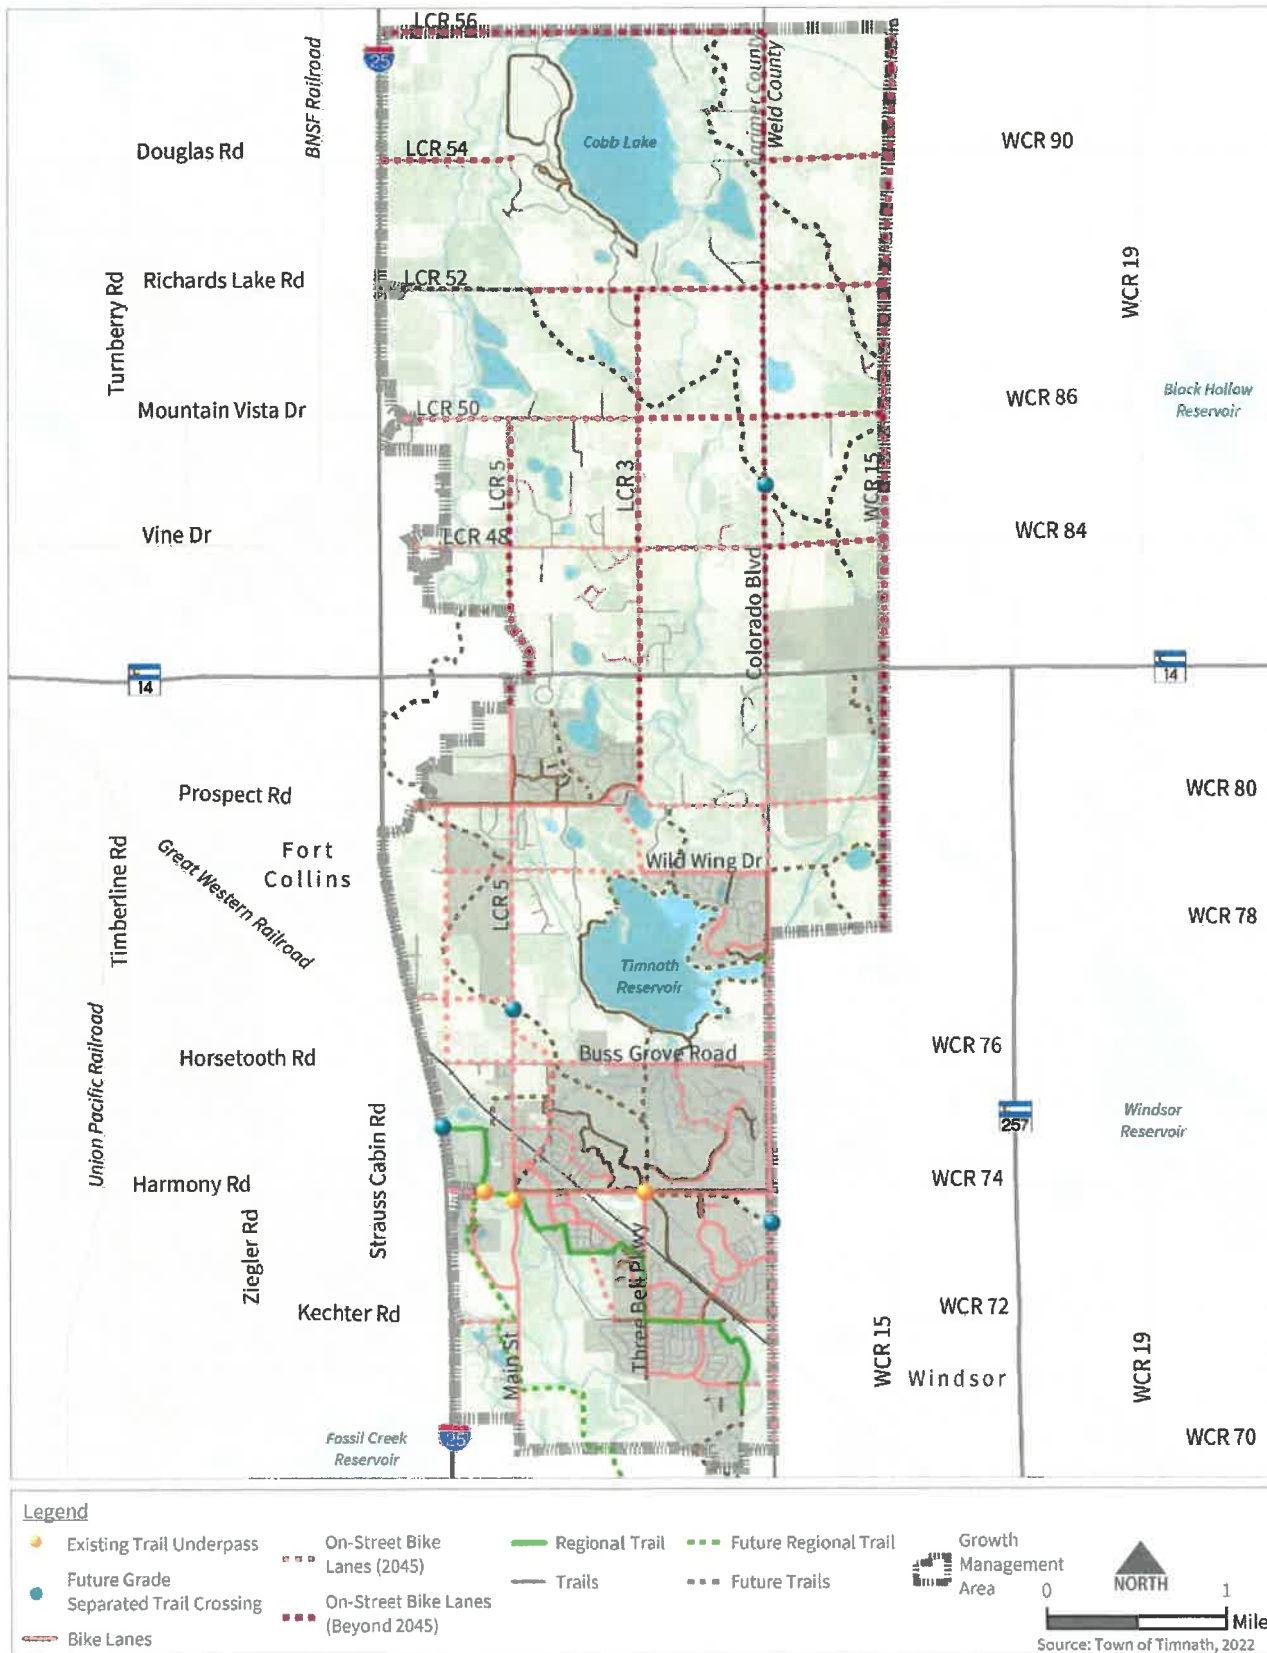 LCR 56
25
BNSF Railroad
Larimer County
Weld County
Cobb Lake
Douglas Rd
LCR 54
WCR 90
Richards Lake Rd
LCR 52
WCR 19
Turnberry Rd
Mountain Vista Dr
LCR 50
WCR 86
Black Hollow
Reservoir
LCR 5
LCR 3
WCR 15
Vine Dr
LCR 48
WCR 84
Colorado Blvd
14
14
Prospect Rd
WCR 80
Timberline Rd
Great Western Railroad
Fort
Collins
Wild Wing Dr
LCR 5
WCR 78
Timnath
Reservoir
Union Pacific Railroad
Horsetooth Rd
Buss Grove Road
WCR 76
Strauss Cabin Rd
257
Windsor
Reservoir
Harmony Rd
WCR 74
Ziegler Rd
Three Bell Pkwy
Kechter Rd
WCR 72
Main St
WCR 15
Windsor
WCR 19
Fossil Creek
Reservoir
25
WCR 70
Legend
Existing Trail Underpass
Future Grade
Separated Trail Crossing
Bike Lanes
On-Street Bike
Lanes (2045)
On-Street Bike Lanes
(Beyond 2045)
Regional Trail
Trails
Future Regional Trail
Future Trails
Growth
Management
Area
NORTH
0 1
Mile
Source: Town of Timnath, 2022